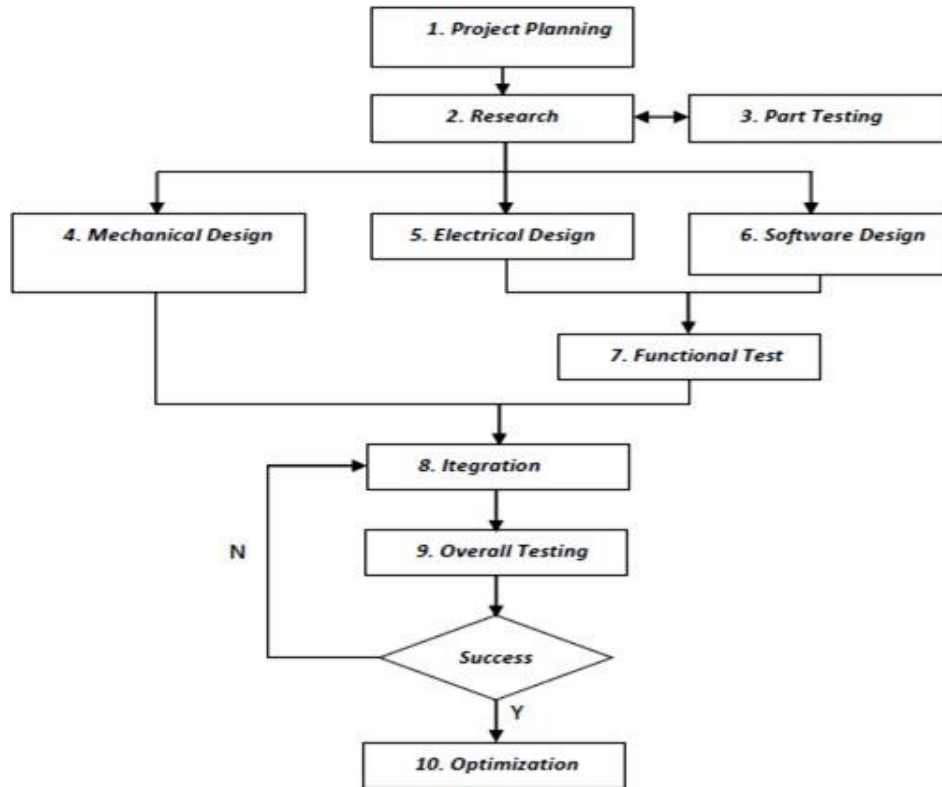 1. Project Planning
2. Research
3. Part Testing
4. Mechanical Design
5. Electrical Design
6. Software Design
7. Functional Test
8. Itegration
N
9. Overall Testing
Success
Y
10. Optimization